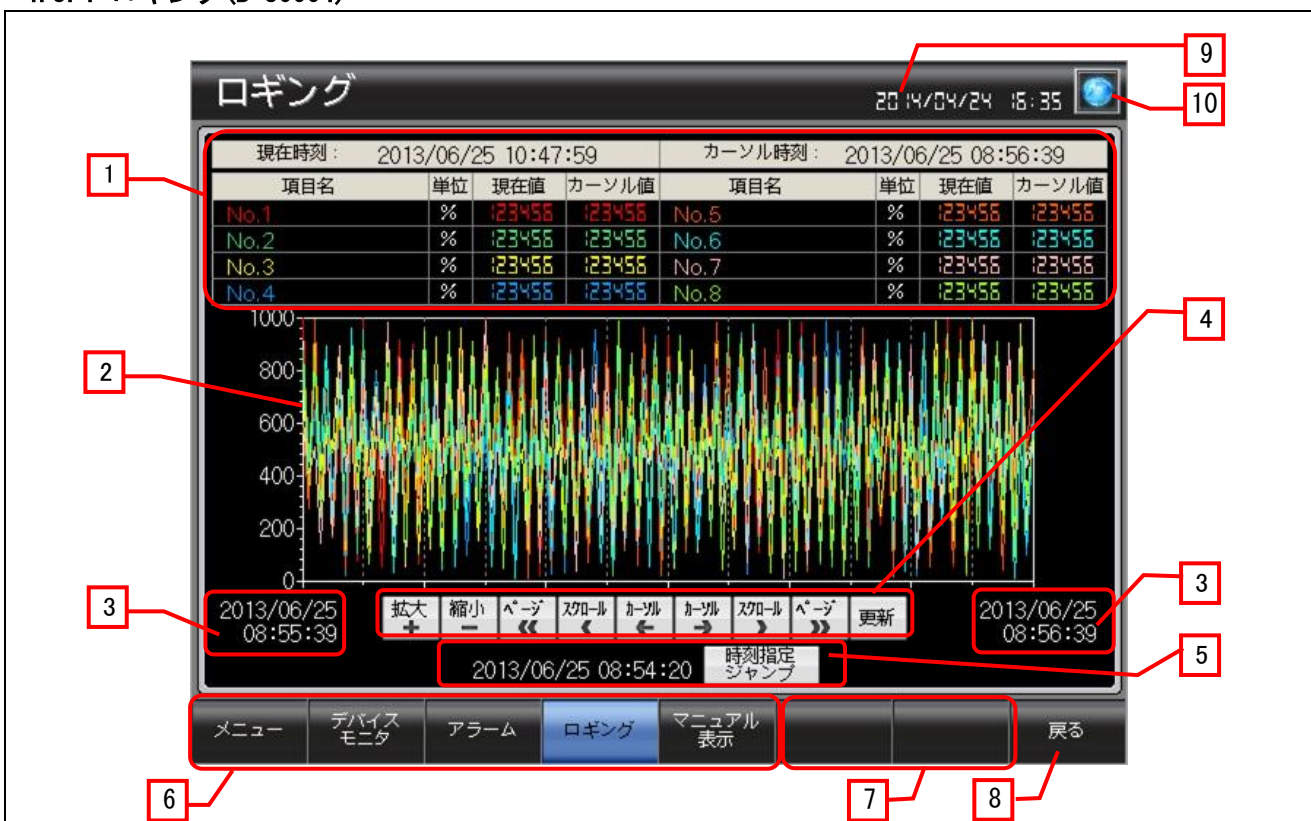 ロギング
2014/04/24 16:35
9
10
1
現在時刻: 2013/06/25 10:47:59 カーソル時刻: 2013/06/25 08:56:39
項目名 単位 現在値 カーソル値 項目名 単位 現在値 カーソル値
No.1 % 123456 123456 No.5 % 123456 123456
No.2 % 123456 123456 No.6 % 123456 123456
No.3 % 123456 123456 No.7 % 123456 123456
No.4 % 123456 123456 No.8 % 123456 123456
4
2
1000
800
600
400
200
0
3
2013/06/25
08:55:39
拡大 縮小 ページ スクロール カーソル カーソル スクロール ページ 更新
+ − ≪ < ← → > ≫
2013/06/25
08:56:39
3
2013/06/25 08:54:20
時刻指定
ジャンプ
5
メニュー
デバイス
モニタ
アラーム
ロギング
マニュアル
表示
戻る
6
7
8